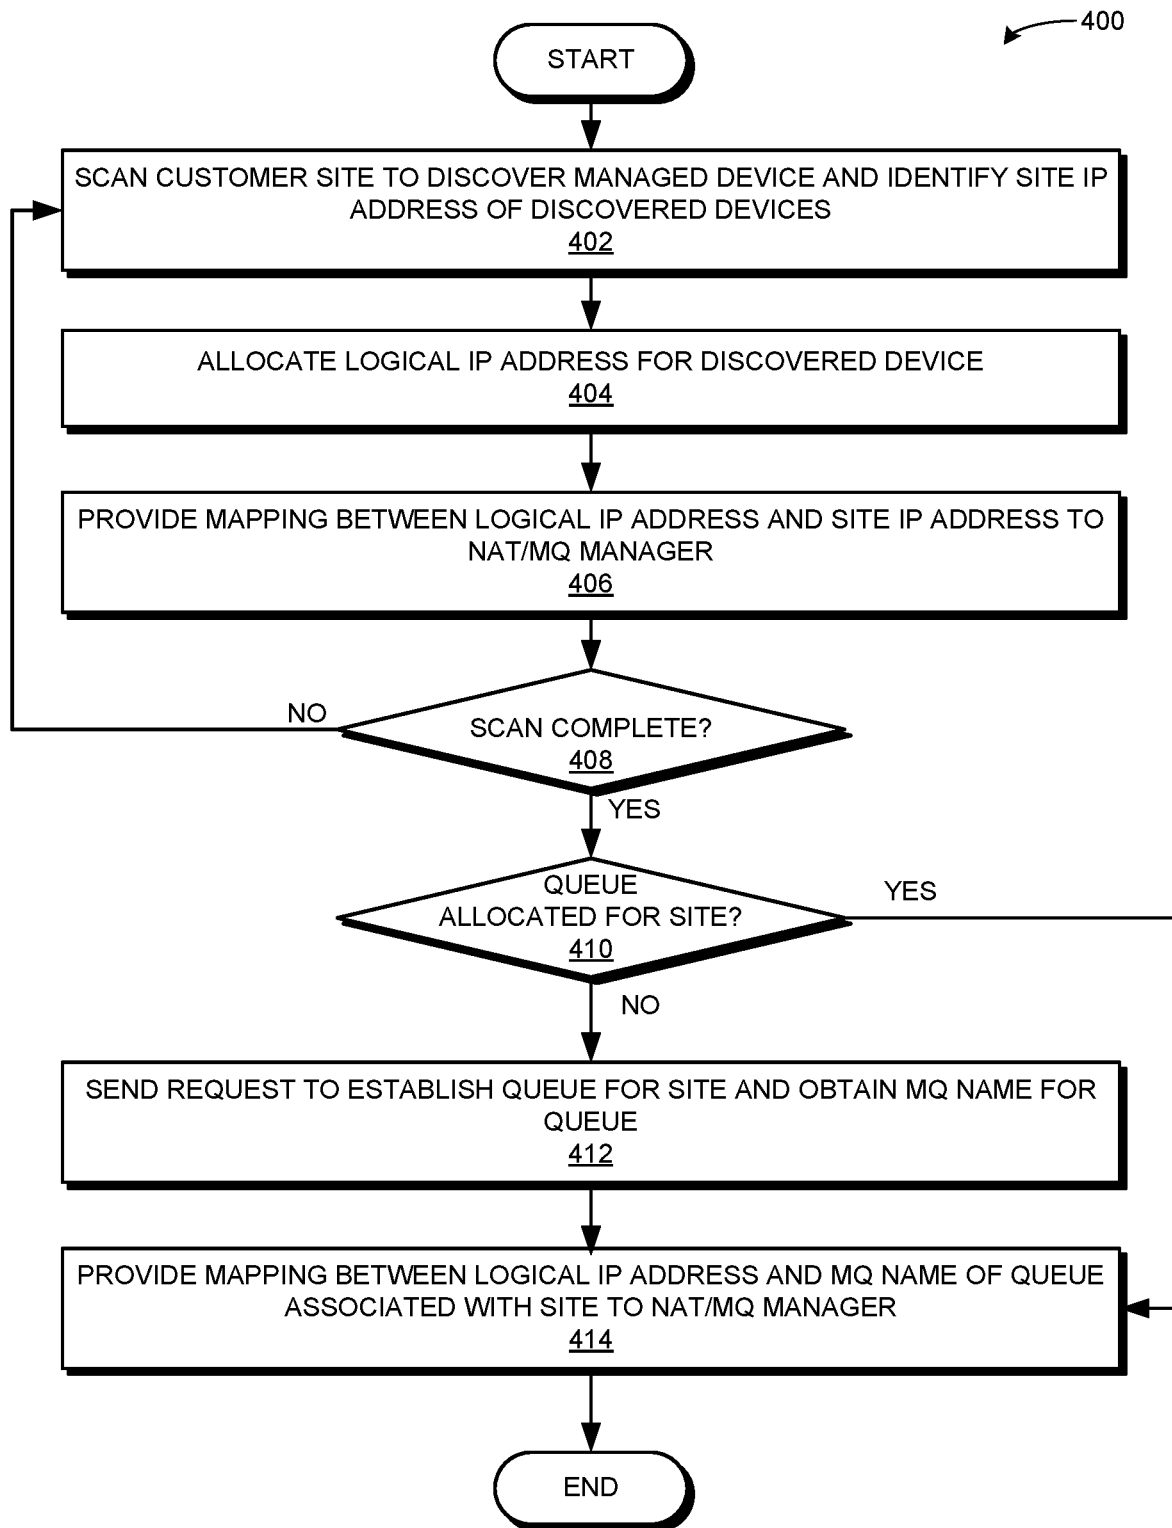 400
START
SCAN CUSTOMER SITE TO DISCOVER MANAGED DEVICE AND IDENTIFY SITE IP
ADDRESS OF DISCOVERED DEVICES
402
ALLOCATE LOGICAL IP ADDRESS FOR DISCOVERED DEVICE
404
PROVIDE MAPPING BETWEEN LOGICAL IP ADDRESS AND SITE IP ADDRESS TO
NAT/MQ MANAGER
406
NO
SCAN COMPLETE?
408
YES
QUEUE
ALLOCATED FOR SITE?
410
YES
NO
SEND REQUEST TO ESTABLISH QUEUE FOR SITE AND OBTAIN MQ NAME FOR
QUEUE
412
PROVIDE MAPPING BETWEEN LOGICAL IP ADDRESS AND MQ NAME OF QUEUE
ASSOCIATED WITH SITE TO NAT/MQ MANAGER
414
END